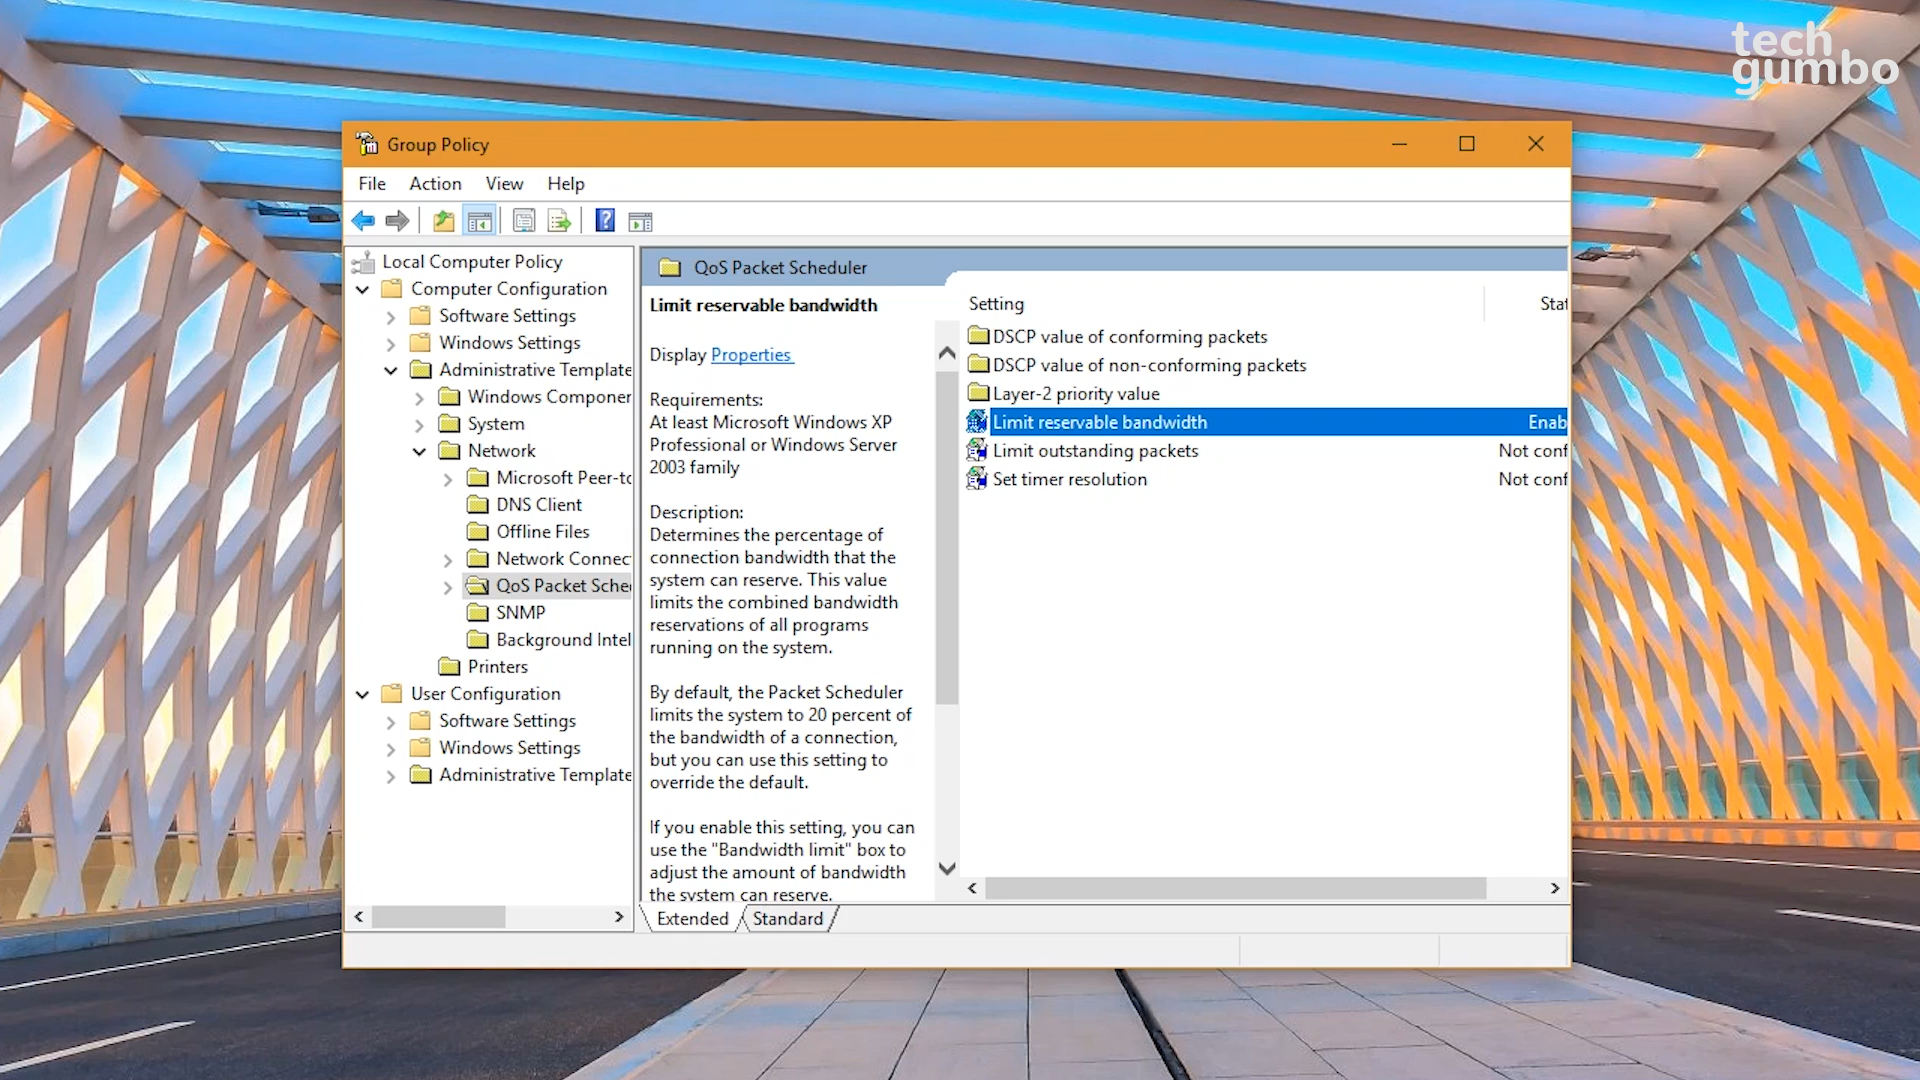 tech
gumbo
Group Policy
File Action View Help
Local Computer Policy
Computer Configuration
Software Settings
Windows Settings
Administrative Template
Windows Componer
System
Network
Microsoft Peer-to
DNS Client
Offline Files
Network Connec
QoS Packet Sche
SNMP
Background Intel
Printers
User Configuration
Software Settings
Windows Settings
Administrative Template
QoS Packet Scheduler
Limit reservable bandwidth
Display Properties
Requirements:
At least Microsoft Windows XP
Professional or Windows Server
2003 family
Description:
Determines the percentage of
connection bandwidth that the
system can reserve. This value
limits the combined bandwidth
reservations of all programs
running on the system.
By default, the Packet Scheduler
limits the system to 20 percent of
the bandwidth of a connection,
but you can use this setting to
override the default.
If you enable this setting, you can
use the "Bandwidth limit" box to
adjust the amount of bandwidth
the system can reserve.
Setting Stat
DSCP value of conforming packets
DSCP value of non-conforming packets
Layer-2 priority value
Limit reservable bandwidth Enab
Limit outstanding packets Not conf
Set timer resolution Not conf
Extended Standard